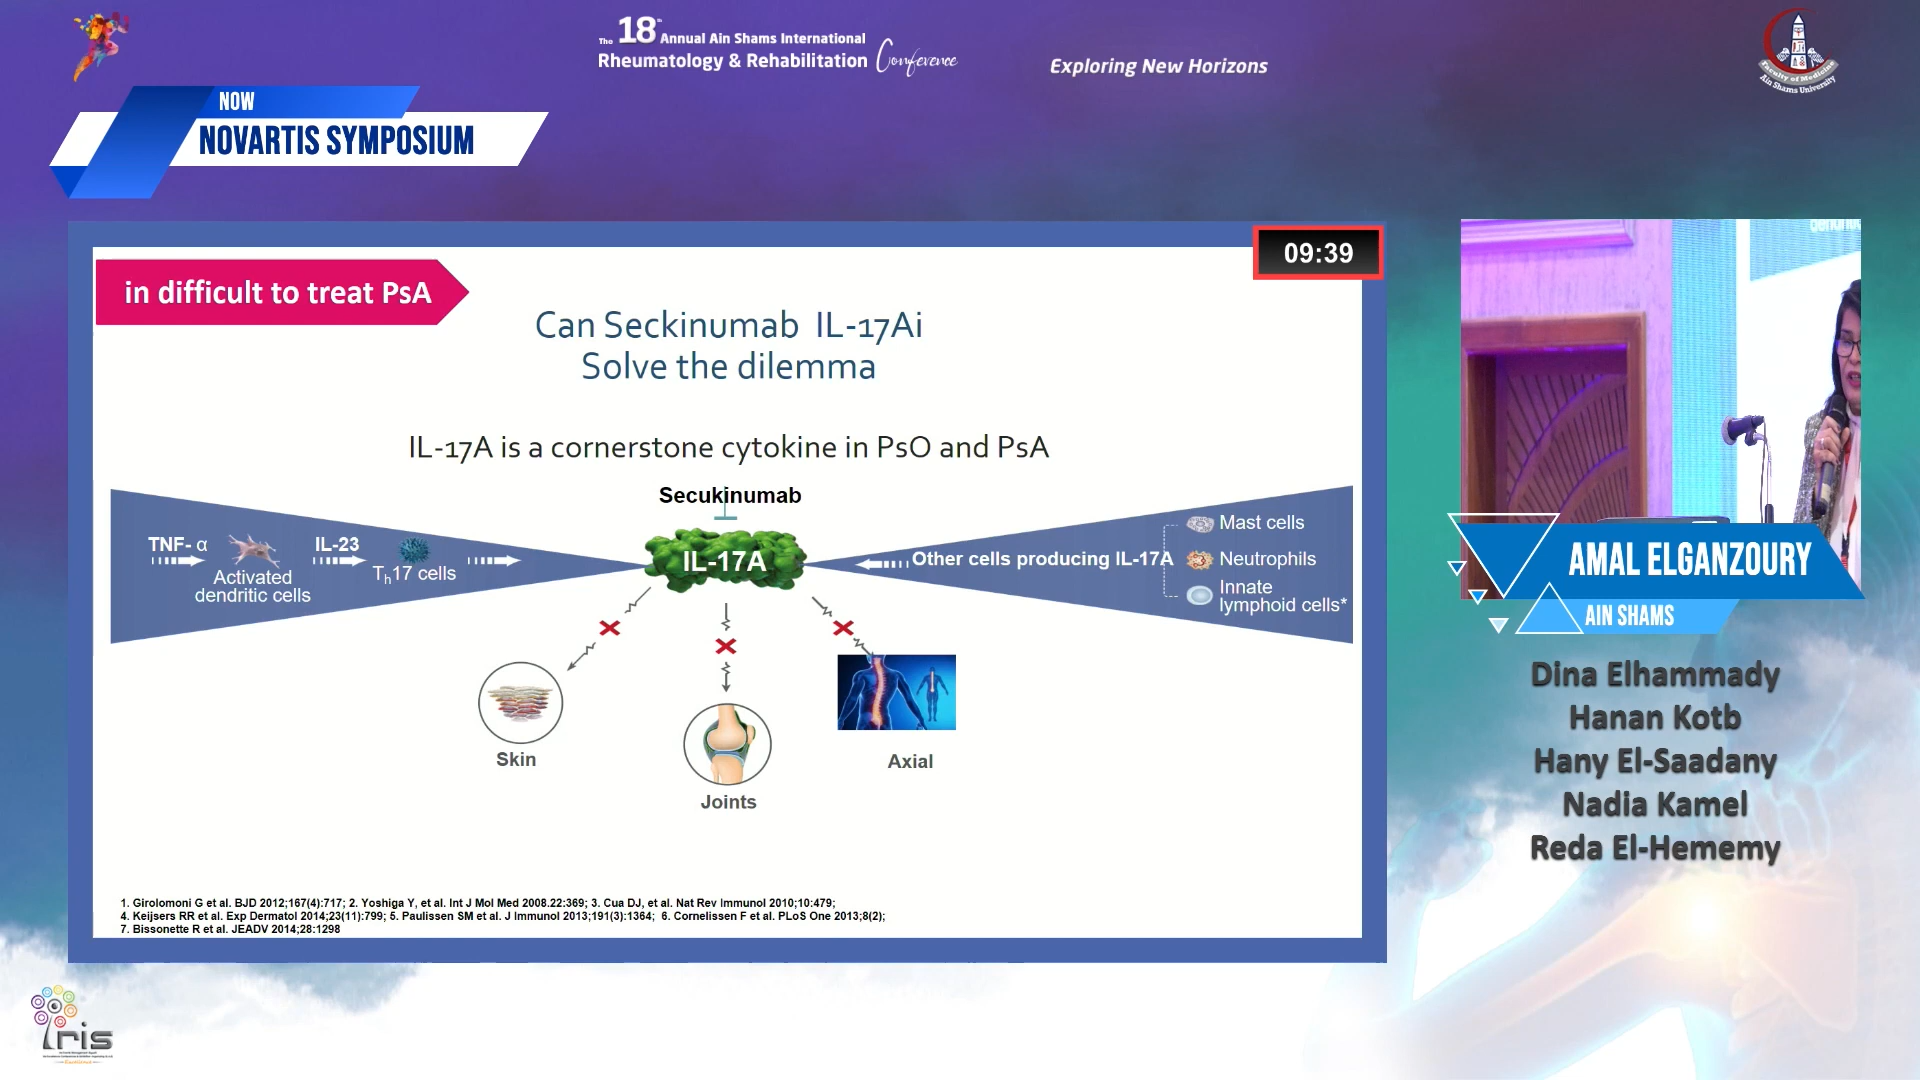 The 18th Annual Ain Shams International
Rheumatology & Rehabilitation Conference
Exploring New Horizons
Faculty of Medicine
Ain Shams University
NOW
NOVARTIS SYMPOSIUM
09:39
in difficult to treat PsA
Can Seckinumab IL-17Ai
Solve the dilemma
IL-17A is a cornerstone cytokine in PsO and PsA
Secukinumab
TNF- α
Activated
dendritic cells
IL-23
Th17 cells
IL-17A
Other cells producing IL-17A
Mast cells
Neutrophils
Innate
lymphoid cells*
Skin
Joints
Axial
1. Girolomoni G et al. BJD 2012;167(4):717; 2. Yoshiga Y, et al. Int J Mol Med 2008.22:369; 3. Cua DJ, et al. Nat Rev Immunol 2010;10:479;
4. Keijsers RR et al. Exp Dermatol 2014;23(11):799; 5. Paulissen SM et al. J Immunol 2013;191(3):1364; 6. Cornelissen F et al. PLoS One 2013;8(2);
7. Bissonette R et al. JEADV 2014;28:1298
AMAL ELGANZOURY
AIN SHAMS
Dina Elhammady
Hanan Kotb
Hany El-Saadany
Nadia Kamel
Reda El-Hememy
Iris